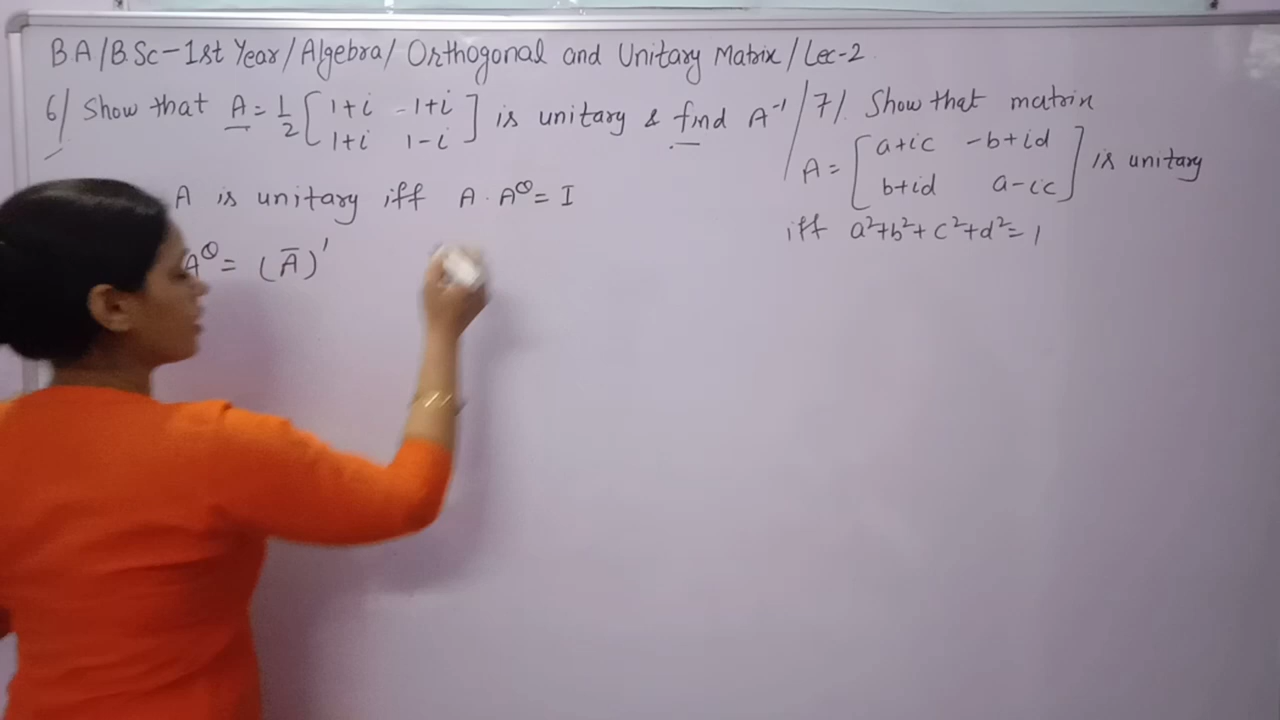 B.A/B.Sc-1st Year/Algebra/ Orthogonal and Unitary Matrix/Lec-2
6/ Show that A = 1/2 [ 1+i -1+i ; 1+i 1-i ] is unitary & find A⁻¹
A is unitary iff A · A^θ = I
A^θ = (Ā)'
7/. Show that matrix
A = [ a+ic -b+id ; b+id a-ic ] is unitary
iff a²+b²+c²+d²=1